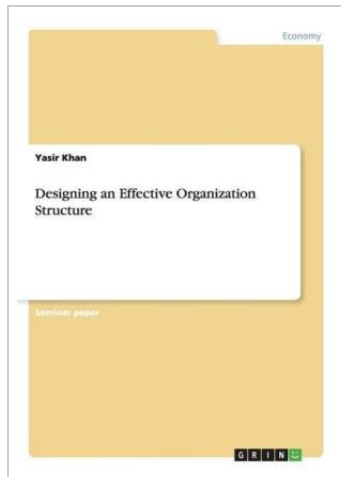 Economy
Yasir Khan
Designing an Effective Organization
Structure
Seminar paper
GRIN